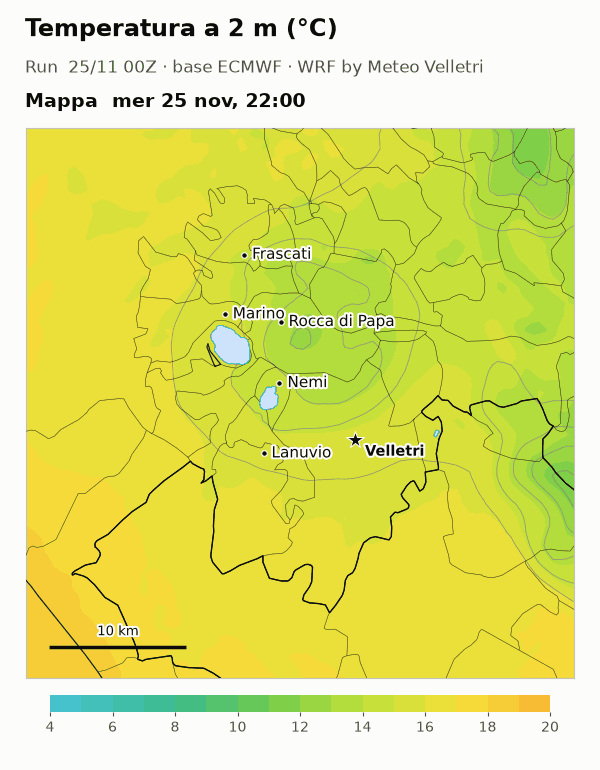 Temperatura a 2 m (°C)
Run  25/11 00Z · base ECMWF · WRF by Meteo Velletri
Mappa  mer 25 nov, 22:00
Frascati
Marino
Rocca di Papa
Nemi
Velletri
Lanuvio
10 km
4 6 8 10 12 14 16 18 20